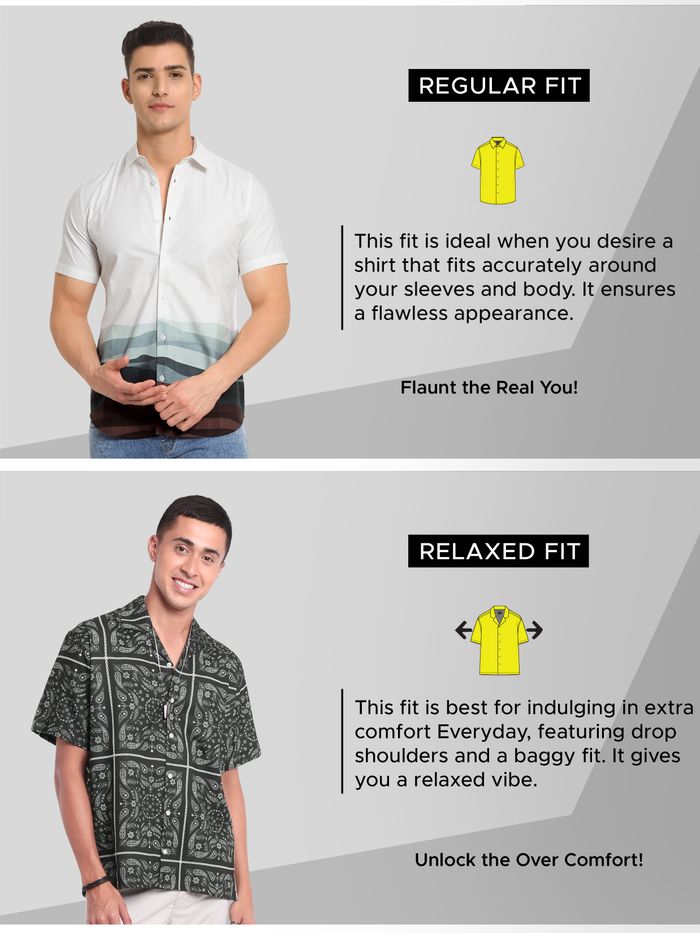 REGULAR FIT
This fit is ideal when you desire a
shirt that fits accurately around
your sleeves and body. It ensures
a flawless appearance.
Flaunt the Real You!
RELAXED FIT
This fit is best for indulging in extra
comfort Everyday, featuring drop
shoulders and a baggy fit. It gives
you a relaxed vibe.
Unlock the Over Comfort!